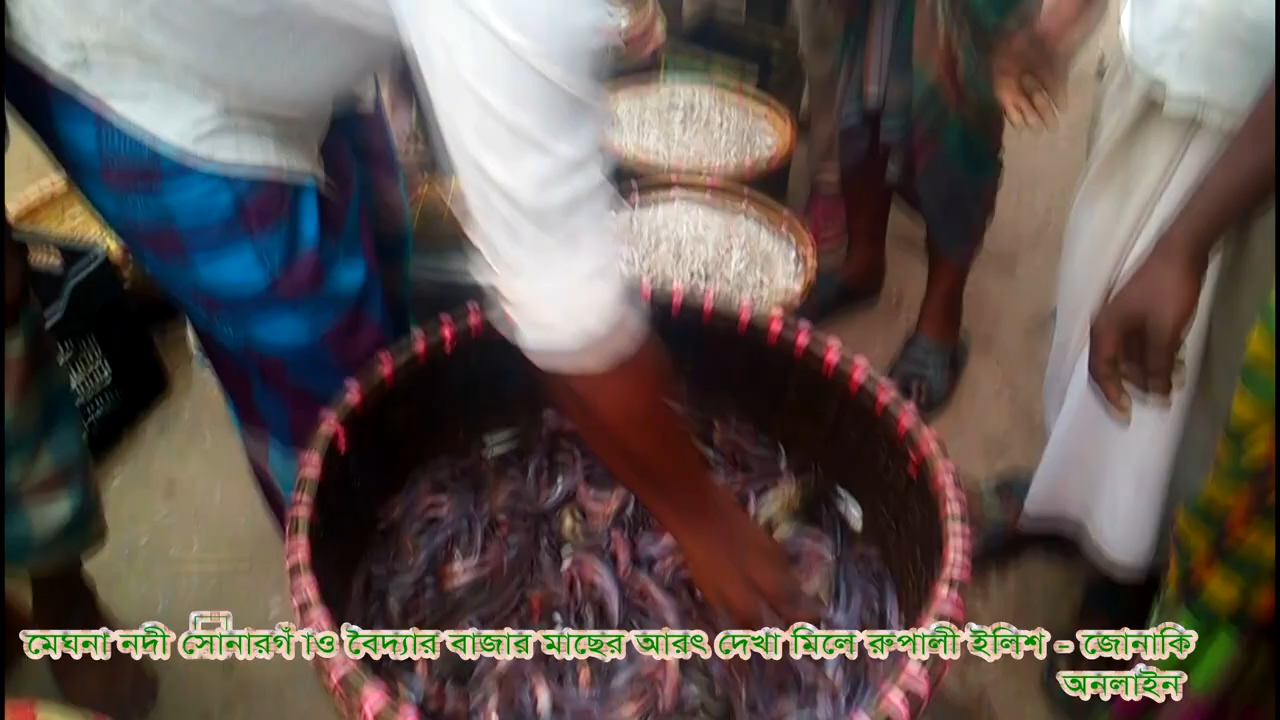 মেঘনা নদী সোনারগাঁ ও বৈদ্যার বাজার মাছের আরৎ দেখা মিলে রুপালী ইলিশ - জোনাকি
অনলাইন